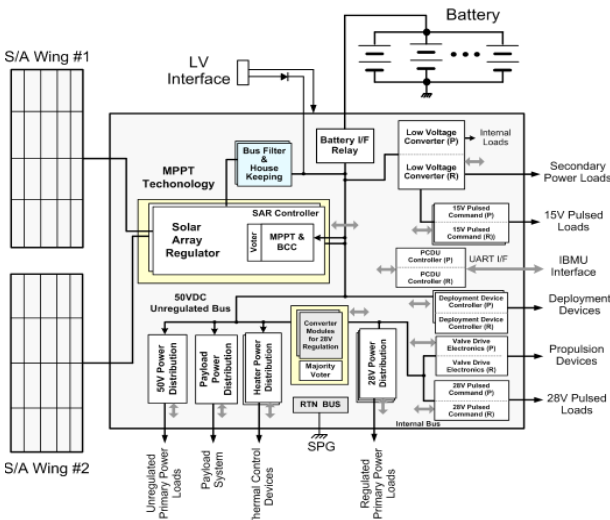 Battery
S/A Wing #1
LV
Interface
Battery I/F
Relay
Low Voltage
Converter (P)
Low Voltage
Converter (R)
Internal
Loads
Bus Filter
&
House
Keeping
MPPT
Techonology
Secondary
Power Loads
SAR Controller
Solar
Array
Regulator
Voter
MPPT &
BCC
15V Pulsed
Command (P)
15V Pulsed
Command (R))
15V Pulsed
Loads
PCDU
Controller (P)
PCDU
Controller (R)
UART I/F
IBMU
Interface
50VDC
Unregulated Bus
Deployment Device
Controller (P)
Deployment Device
Controller (R)
Deployment
Devices
50V Power
Distribution
Payload
Power
Distribution
Heater Power
Distribution
Converter
Modules
for 28V
Regulation
Majority
Voter
28V Power
Distribution
Valve Drive
Electronics (P)
Valve Drive
Electronics (R)
Propulsion
Devices
28V Pulsed
Command (P)
28V Pulsed
Command (R)
28V Pulsed
Loads
RTN BUS
Internal Bus
SPG
S/A Wing #2
Unregulated
Primary Power
Loads
Payload
System
Thermal Control
Devices
Regulated
Primary Power
Loads